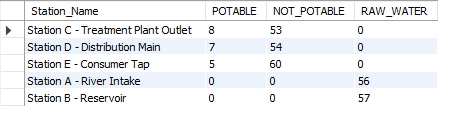 Station_Name POTABLE NOT_POTABLE RAW_WATER
Station C - Treatment Plant Outlet 8 53 0
Station D - Distribution Main 7 54 0
Station E - Consumer Tap 5 60 0
Station A - River Intake 0 0 56
Station B - Reservoir 0 0 57